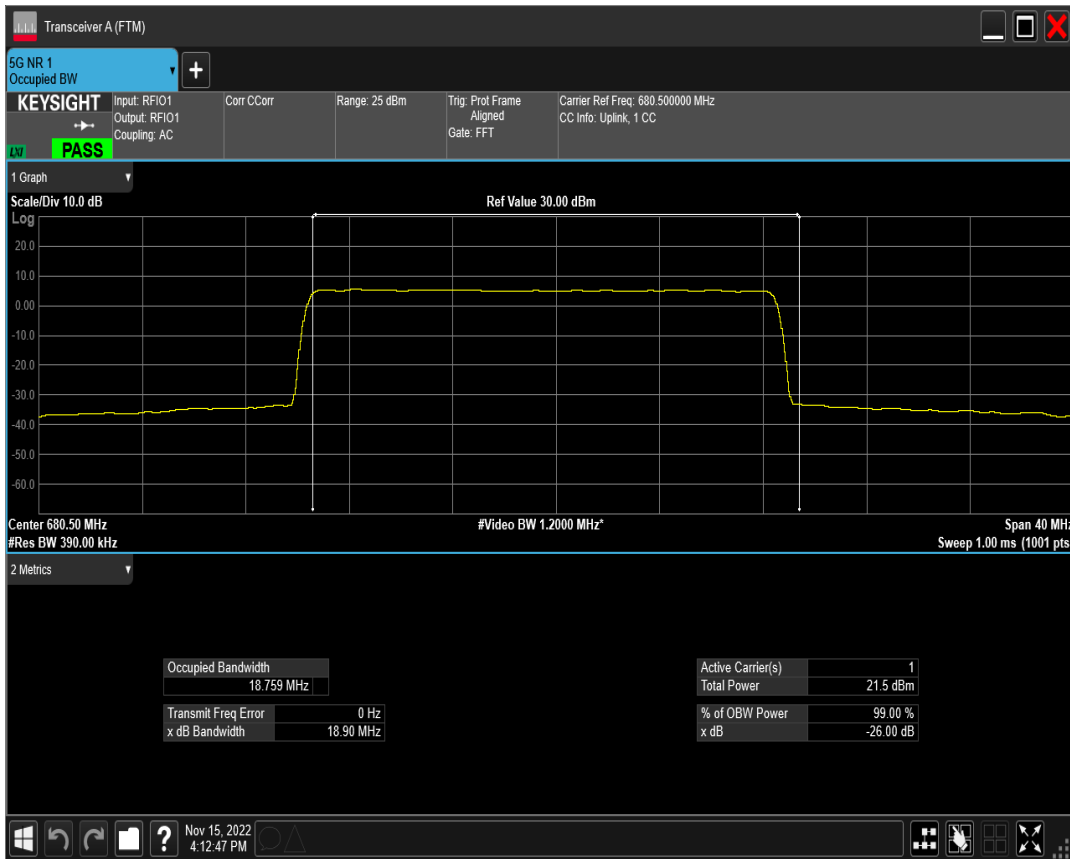 Transceiver A (FTM)
5G NR 1
Occupied BW
+
KEYSIGHT
LXI
PASS
Input: RFIO1
Output: RFIO1
Coupling: AC
Corr CCorr
Range: 25 dBm
Trig: Prot Frame
Aligned
Gate: FFT
Carrier Ref Freq: 680.500000 MHz
CC Info: Uplink, 1 CC
1 Graph
Scale/Div 10.0 dB
Ref Value 30.00 dBm
Log
20.0
10.0
0.00
-10.0
-20.0
-30.0
-40.0
-50.0
-60.0
Center 680.50 MHz
#Video BW 1.2000 MHz*
Span 40 MHz
#Res BW 390.00 kHz
Sweep 1.00 ms (1001 pts
2 Metrics
Occupied Bandwidth
18.759 MHz
Transmit Freq Error 0 Hz
x dB Bandwidth 18.90 MHz
Active Carrier(s) 1
Total Power 21.5 dBm
% of OBW Power 99.00 %
x dB -26.00 dB
?
Nov 15, 2022
4:12:47 PM